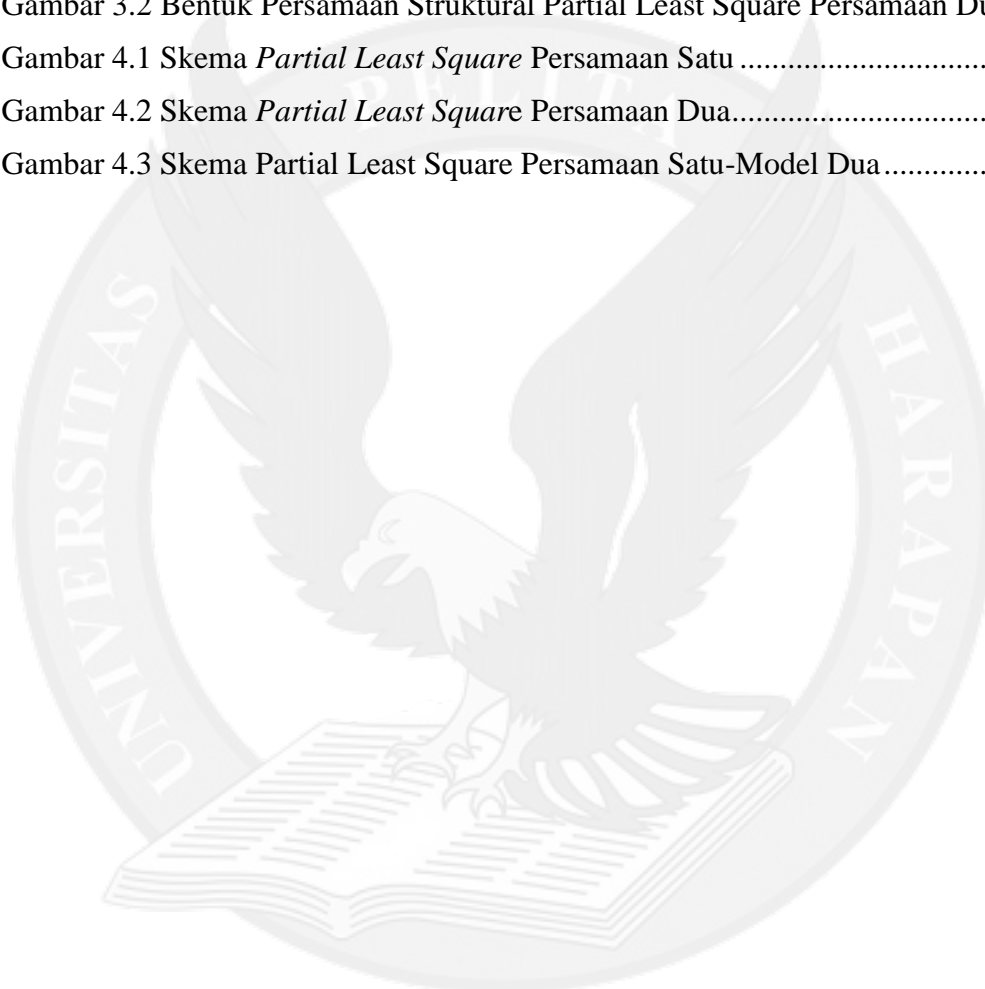 Gambar 3.2 Bentuk Persamaan Struktural Partial Least Square Persamaan
Gambar 4.1 Skema Partial Least Square Persamaan Satu ..............................
Gambar 4.2 Skema Partial Least Square Persamaan Dua...............................
Gambar 4.3 Skema Partial Least Square Persamaan Satu-Model Dua .............
UNIVERSITAS PELITA HARAPAN